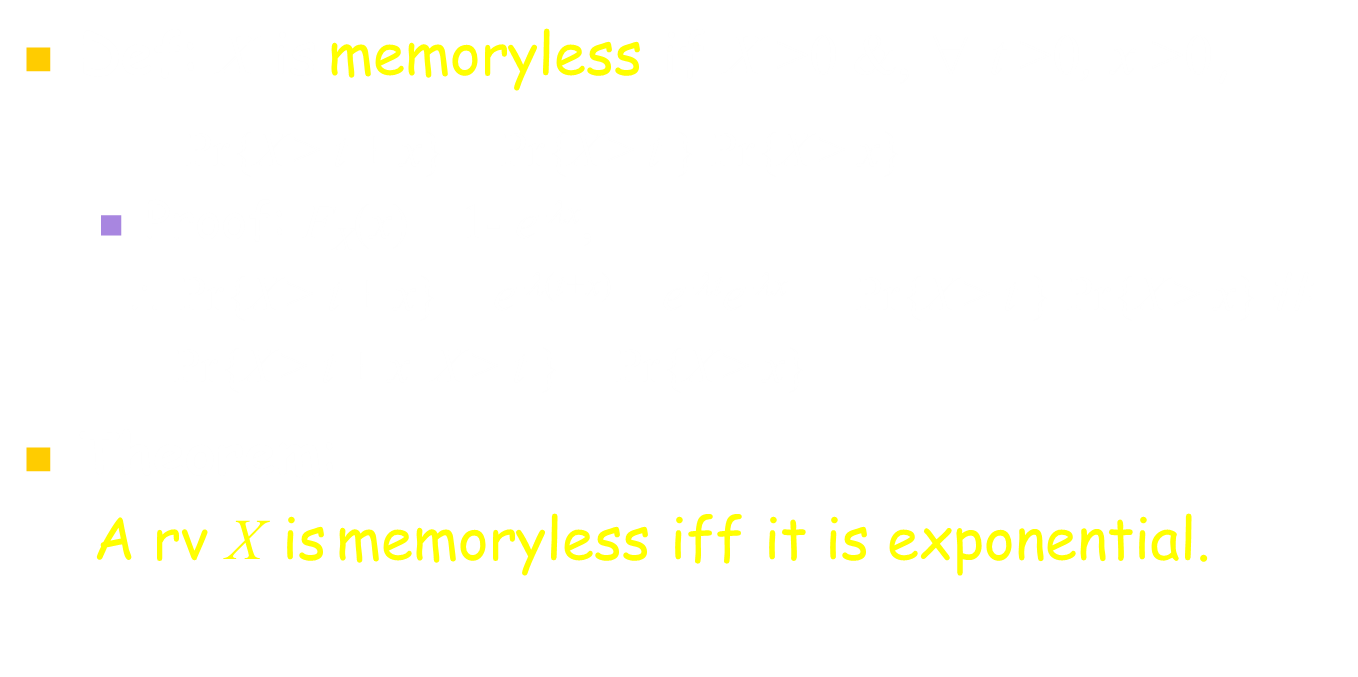 memoryless
A rv X is memoryless iff it is exponential.